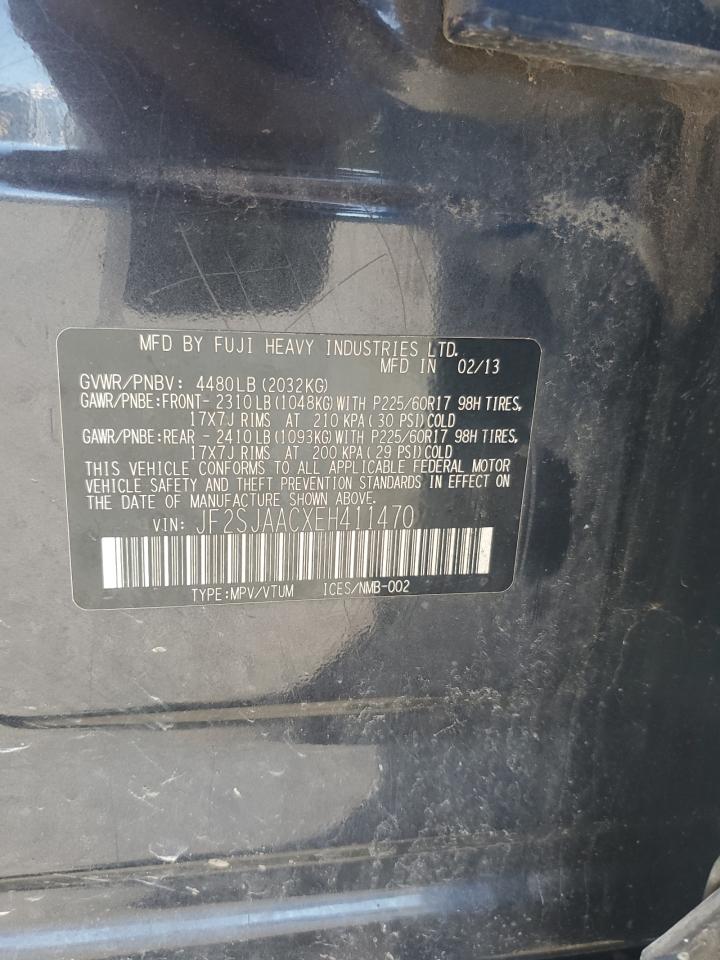 MFD BY FUJI HEAVY INDUSTRIES LTD.
MFD IN 02/13
GVWR/PNBV: 4480LB(2032KG)
GAWR/PNBE:FRONT- 2310LB(1048KG)WITH P225/60R17 98H TIRES,
17X7J RIMS AT 210 KPA( 30 PSI)COLD
GAWR/PNBE:REAR - 2410LB(1093KG)WITH P225/60R17 98H TIRES,
17X7J RIMS AT 200 KPA( 29 PSI)COLD
THIS VEHICLE CONFORMS TO ALL APPLICABLE FEDERAL MOTOR
VEHICLE SAFETY AND THEFT PREVENTION STANDARDS IN EFFECT ON
THE DATE OF MANUFACTURE SHOWN ABOVE.
VIN: JF2SJAACXEH411470
TYPE:MPV/VTUM ICES/NMB-002